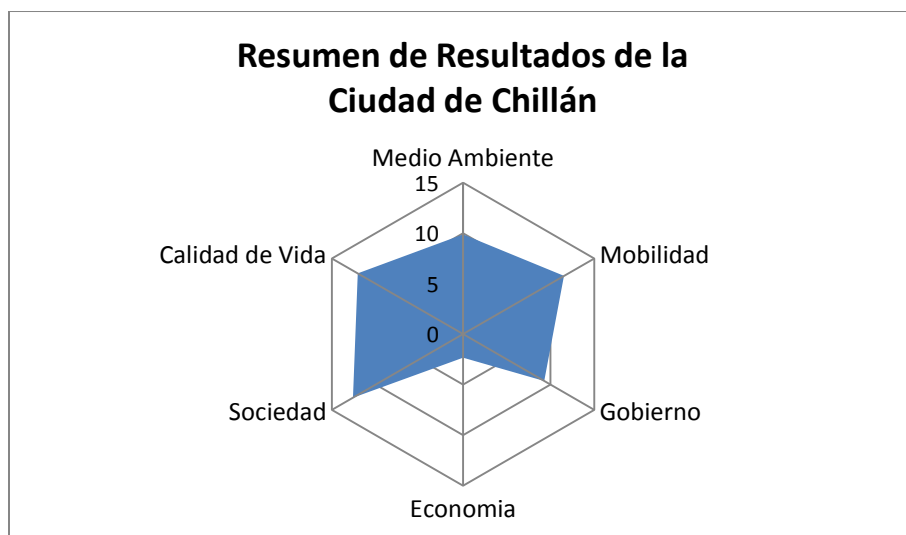 Resumen de Resultados de la
Ciudad de Chillán
Medio Ambiente
15
10
5
0
Calidad de Vida
Mobilidad
Sociedad
Gobierno
Economia